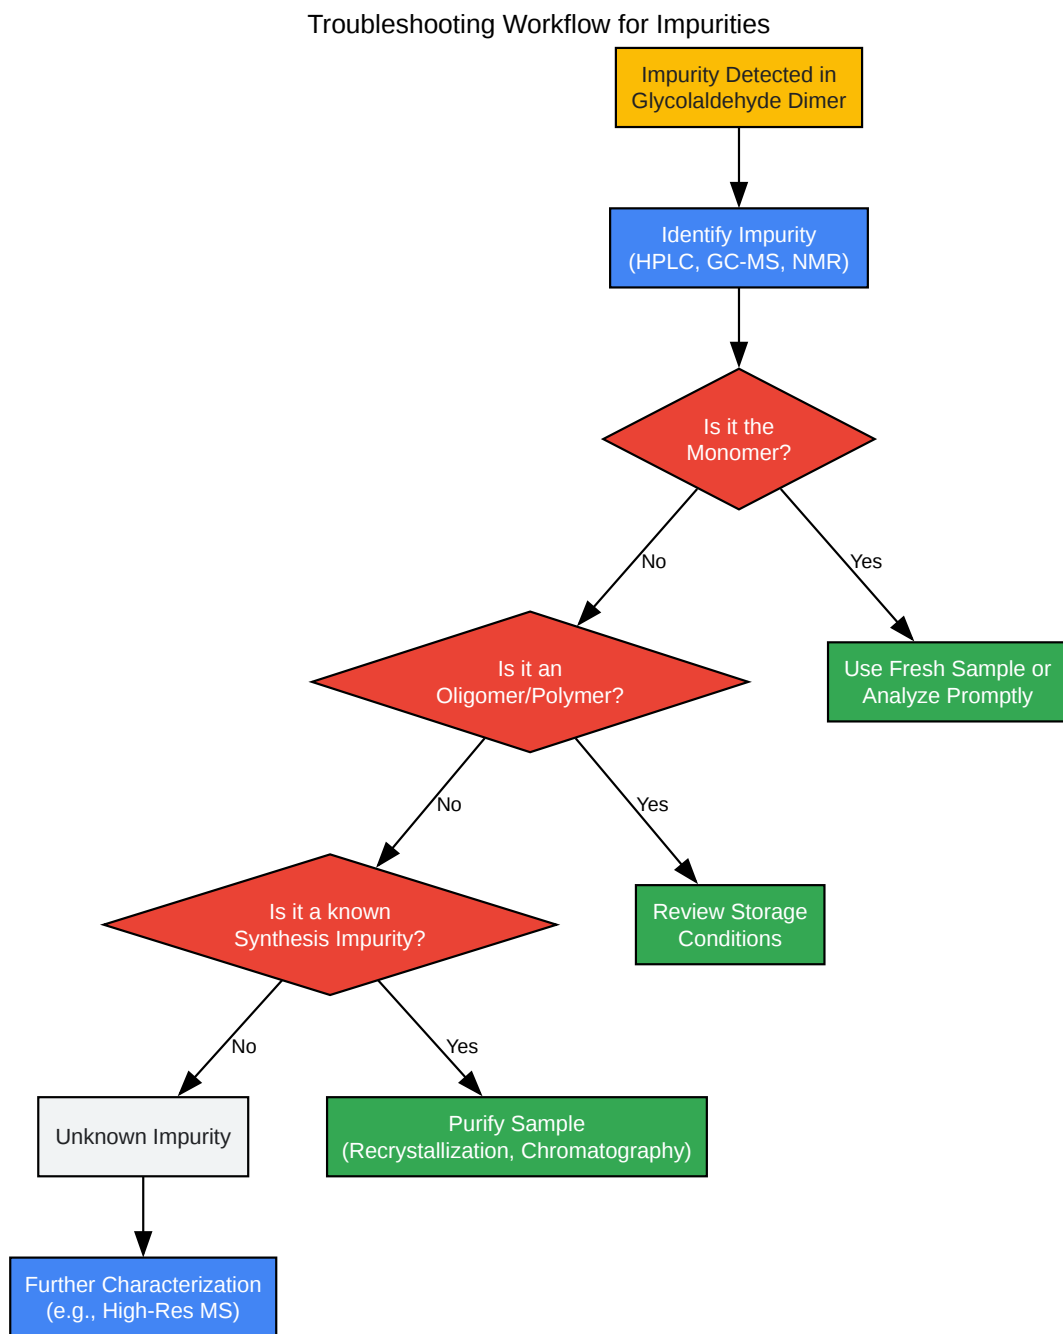 Troubleshooting Workflow for Impurities
Impurity Detected in
Glycolaldehyde Dimer
Identify Impurity
(HPLC, GC-MS, NMR)
Is it the
Monomer?
No
Yes
Is it an
Oligomer/Polymer?
Use Fresh Sample or
Analyze Promptly
No
Yes
Is it a known
Synthesis Impurity?
Review Storage
Conditions
No
Yes
Unknown Impurity
Purify Sample
(Recrystallization, Chromatography)
Further Characterization
(e.g., High-Res MS)